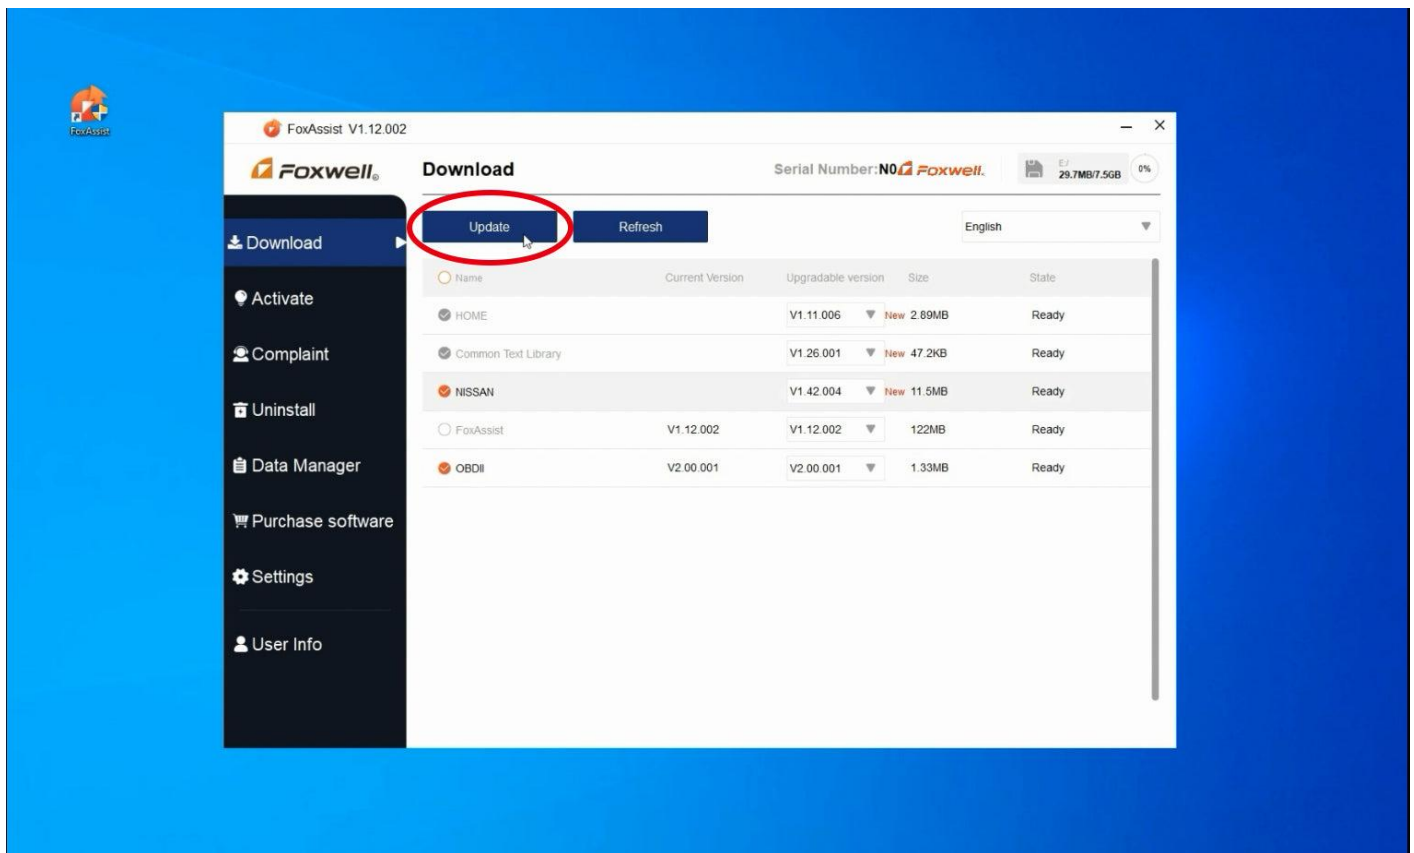 FoxAssist
FoxAssist V1.12.002
FOXWELL®
Download
Serial Number:N0 FOXWELL.
E:/
29.7MB/7.5GB
0%
Download
Activate
Complaint
Uninstall
Data Manager
Purchase software
Settings
User Info
Update
Refresh
English
Name Current Version Upgradable version Size State
HOME V1.11.006 New 2.89MB Ready
Common Text Library V1.26.001 New 47.2KB Ready
NISSAN V1.42.004 New 11.5MB Ready
FoxAssist V1.12.002 V1.12.002 122MB Ready
OBDII V2.00.001 V2.00.001 1.33MB Ready